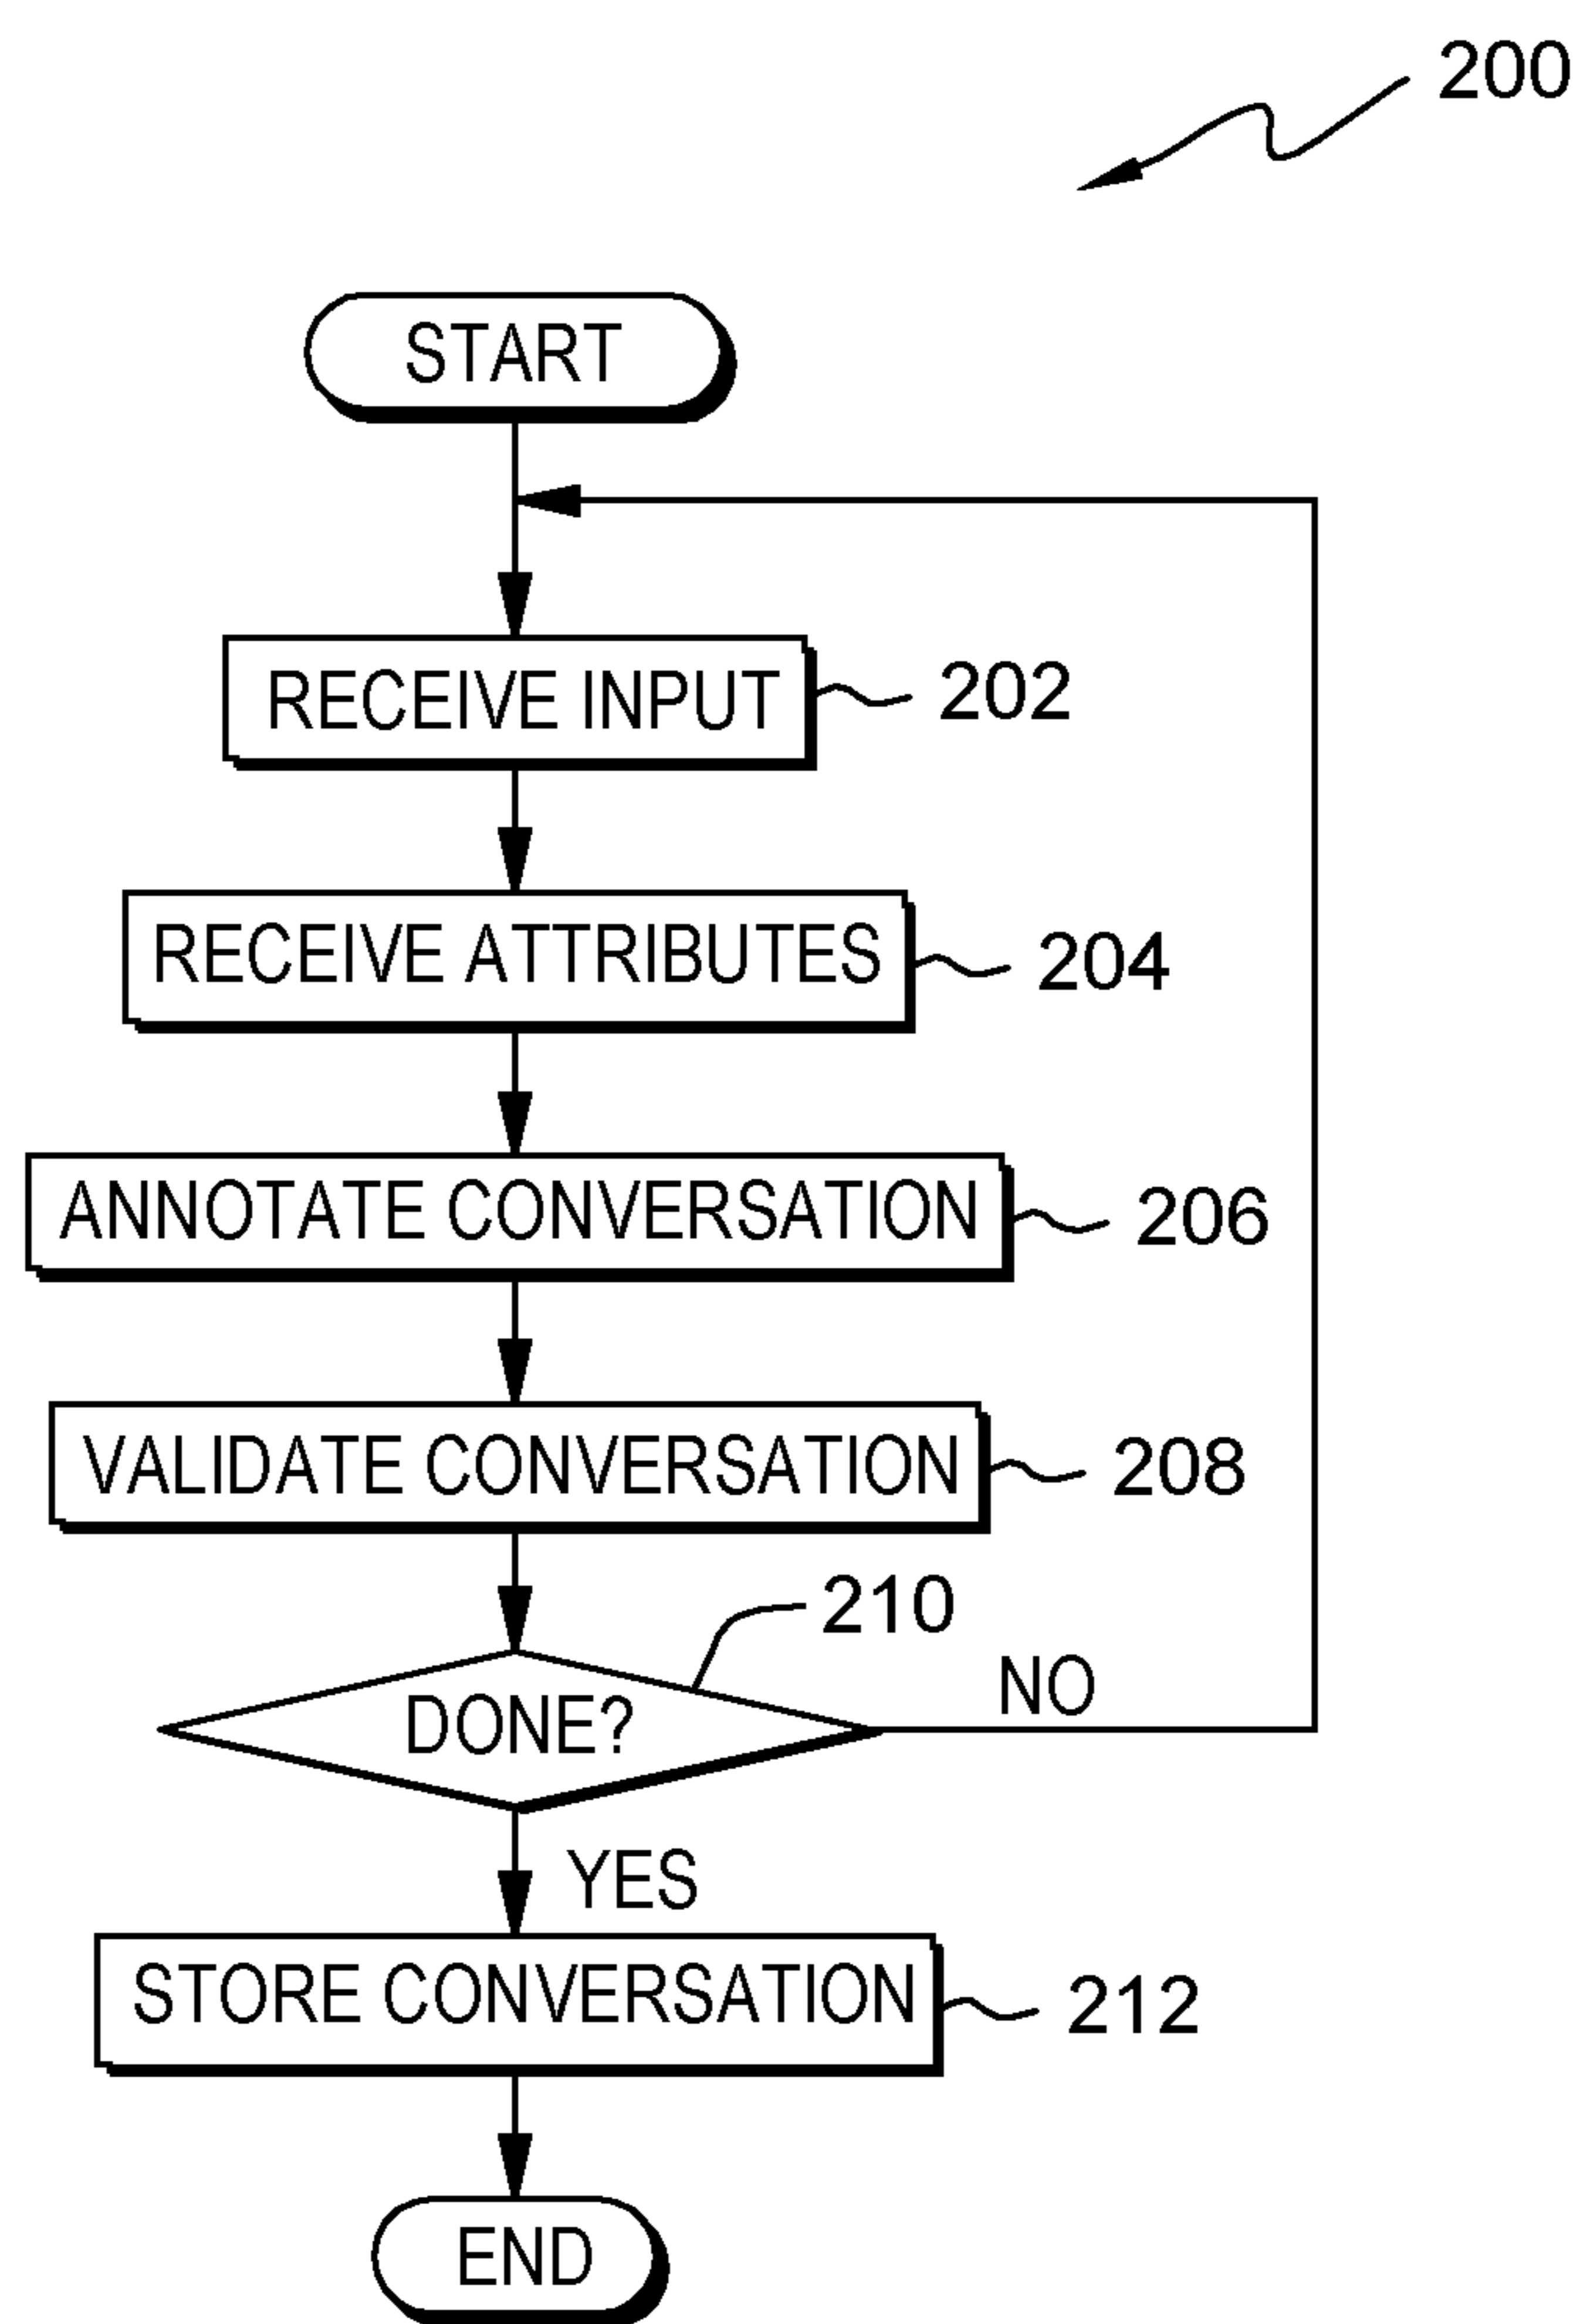 200
START
RECEIVE INPUT
202
RECEIVE ATTRIBUTES
204
ANNOTATE CONVERSATION
206
VALIDATE CONVERSATION
208
210
DONE?
NO
YES
STORE CONVERSATION
212
END